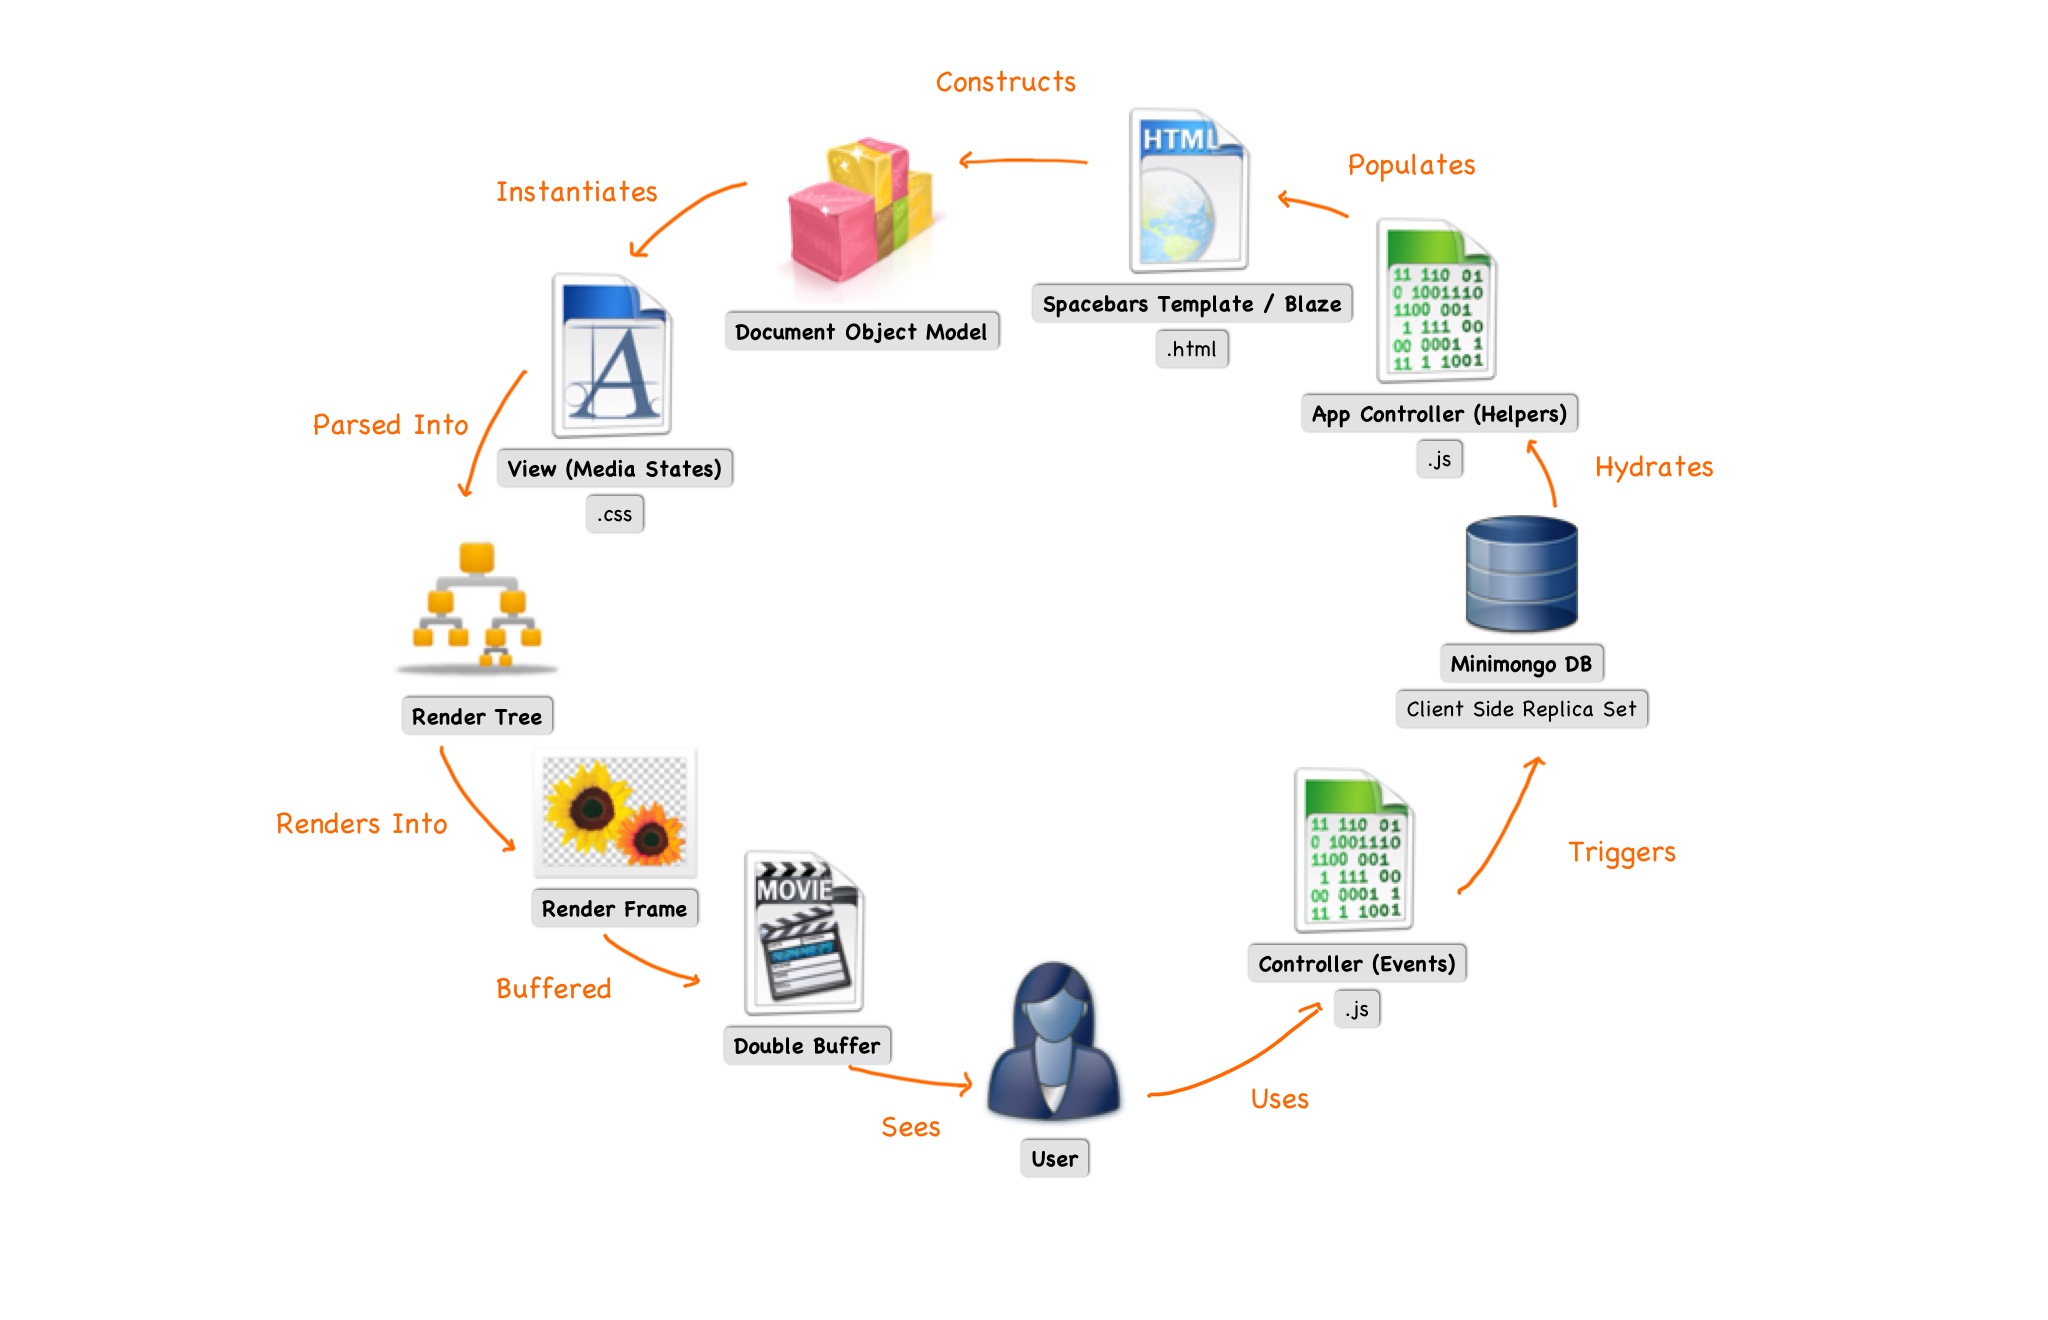 Constructs
HTML
Populates
Instantiates
11 110 01
0 1001110
1100 001
1 111 00
00 0001 1
11 1 1001
Spacebars Template / Blaze
.html
Document Object Model
A
App Controller (Helpers)
.js
Parsed Into
View (Media States)
.css
Hydrates
Minimongo DB
Client Side Replica Set
Render Tree
Renders Into
11 110 01
0 1001110
1100 001
1 111 00
00 0001 1
11 1 1001
Triggers
MOVIE
Render Frame
Controller (Events)
.js
Buffered
Double Buffer
Uses
Sees
User